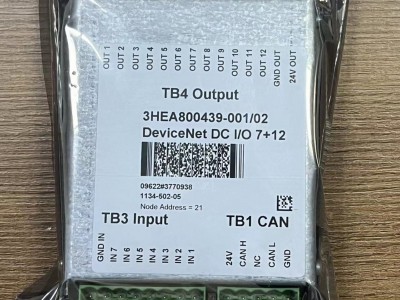 OUT 1
OUT 2
OUT 3
OUT 4
OUT 5
OUT 6
OUT 7
OUT 8
OUT 9
OUT 10
OUT 11
OUT 12
GND OUT
24V OUT
TB4 Output
3HEA800439-001/02
DeviceNet DC I/O 7+12
09622#3770938
1134-502-05
Node Address = 21
TB3 Input
TB1 CAN
GND IN
IN 7
IN 6
IN 5
IN 4
IN 3
IN 2
IN 1
24V
CAN H
NC
CAN L
GND